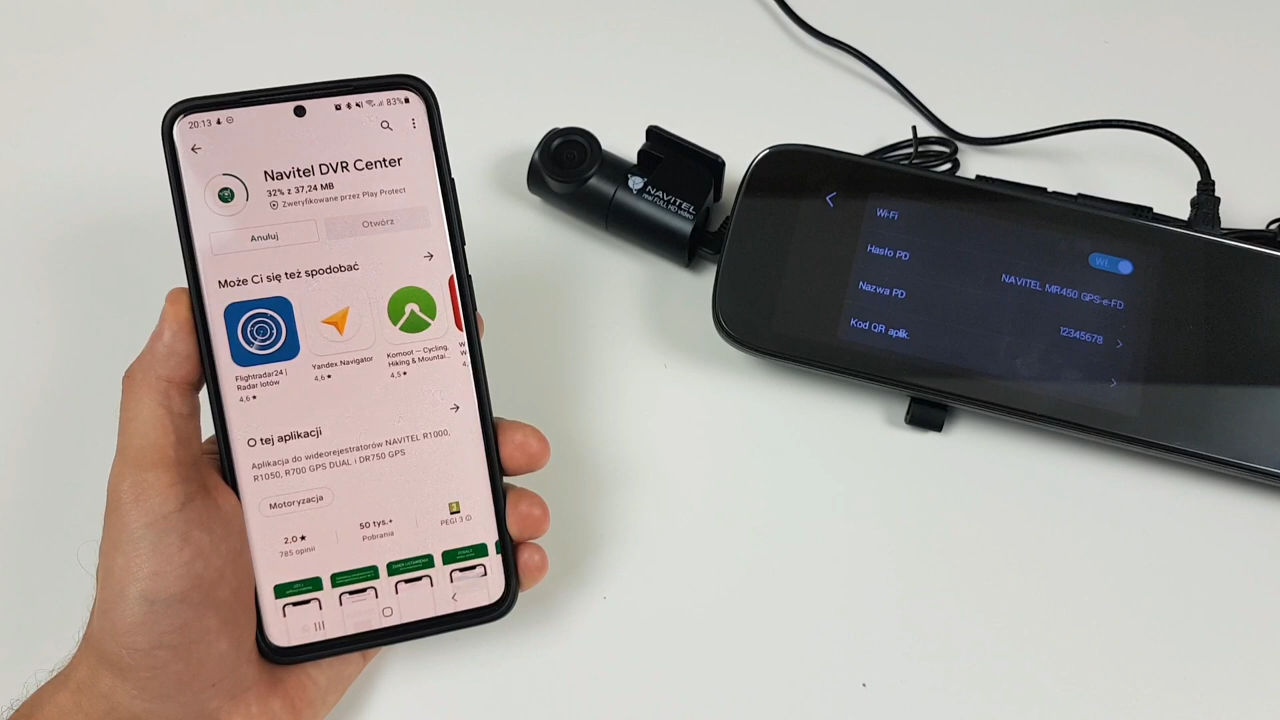 20:13
83%
Navitel DVR Center
32% z 37,24 MB
Zweryfikowane przez Play Protect
Anuluj
Otwórz
Może Ci się też spodobać
Flightradar24 |
Radar lotów
4,6★
Yandex.Navigator
4,6★
Komoot — Cycling,
Hiking & Mountai...
4,5★
O tej aplikacji
Aplikacja do wideorejestratorów NAVITEL R1000,
R1050, R700 GPS DUAL i DR750 GPS
Motoryzacja
2,0★
785 opinii
50 tys.+
Pobrania
PEGI 3
NAVITEL
real FULL HD video
Wi-Fi
Wł.
Hasło PD
NAVITEL MR450 GPS-e-FD
Nazwa PD
12345678
Kod QR aplik.